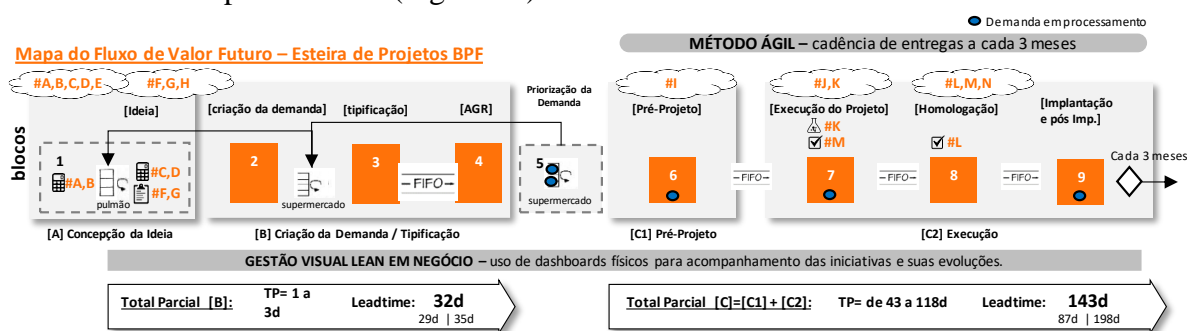 Demanda em processamento
Mapa do Fluxo de Valor Futuro – Esteira de Projetos BPF
MÉTODO ÁGIL – cadência de entregas a cada 3 meses
#A,B,C,D,E
#F,G,H
#I
#J,K
#L,M,N
[Ideia]
[criação da demanda]
[tipificação]
[AGR]
Priorização da
Demanda
[Pré-Projeto]
[Execução do Projeto]
[Homologação]
[Implantação
e pós Imp.]
blocos
1
#A,B
pulmão
#C,D
#F,G
2
supermercado
3
FIFO
4
5
supermercado
6
FIFO
#K
#M
7
FIFO
#L
8
FIFO
9
Cada 3 meses
[A] Concepção da Ideia
[B] Criação da Demanda / Tipificação
[C1] Pré-Projeto
[C2] Execução
GESTÃO VISUAL LEAN EM NEGÓCIO – uso de dashboards físicos para acompanhamento das iniciativas e suas evoluções.
Total Parcial [B]:
TP= 1 a
3d
Leadtime:
32d
29d | 35d
Total Parcial [C]=[C1] + [C2]:
TP= de 43 a 118d
Leadtime:
143d
87d | 198d